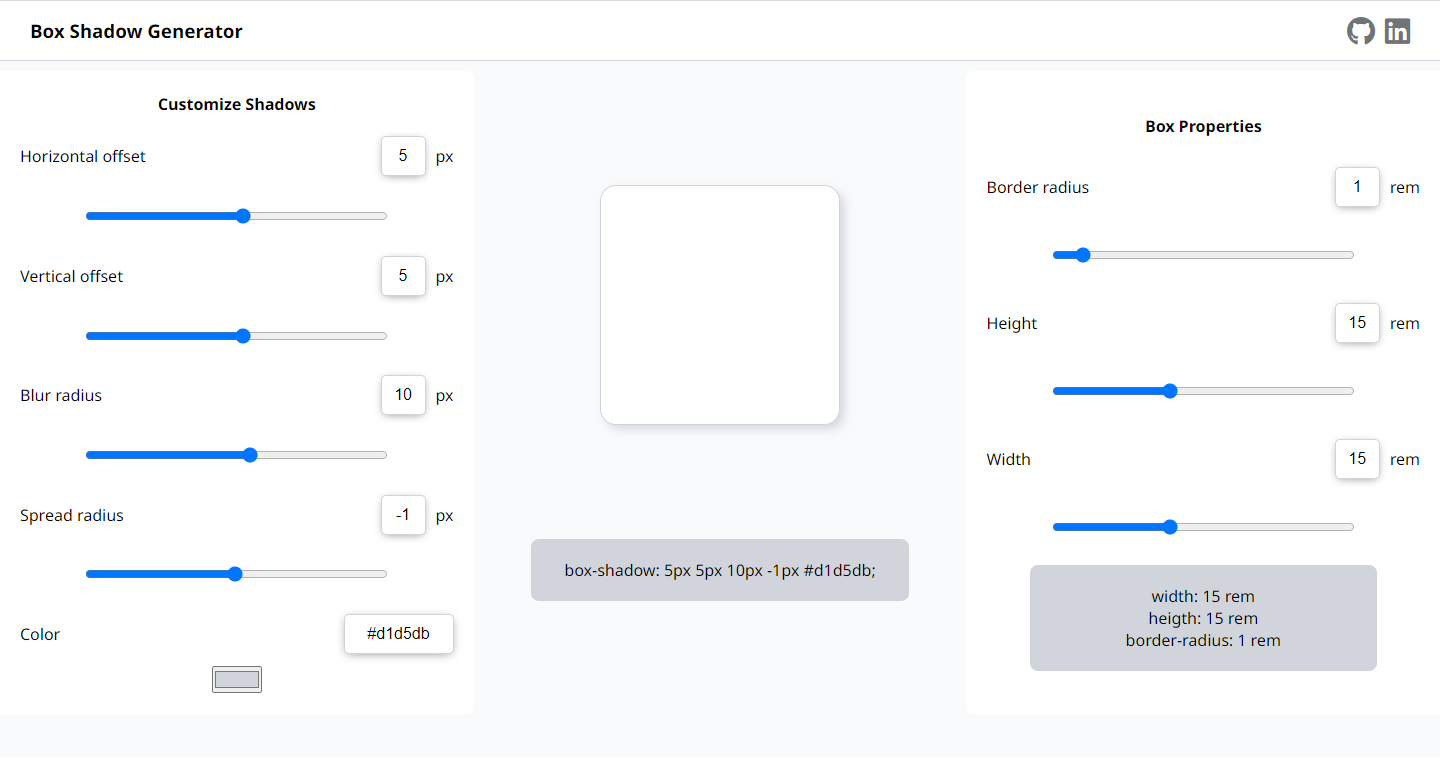 Box Shadow Generator
Customize Shadows
Horizontal offset 5 px
Vertical offset 5 px
Blur radius 10 px
Spread radius -1 px
Color #d1d5db
box-shadow: 5px 5px 10px -1px #d1d5db;
Box Properties
Border radius 1 rem
Height 15 rem
Width 15 rem
width: 15 rem
heigth: 15 rem
border-radius: 1 rem